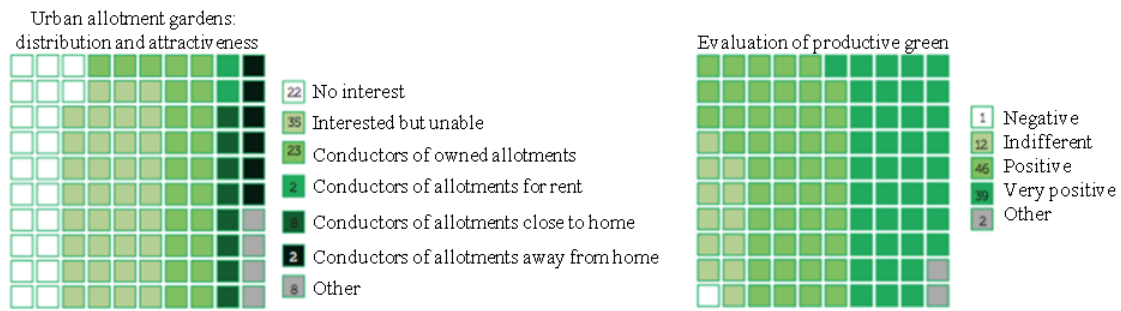 Urban allotment gardens:
distribution and attractiveness
22 No interest
35 Interested but unable
23 Conductors of owned allotments
2 Conductors of allotments for rent
8 Conductors of allotments close to home
2 Conductors of allotments away from home
8 Other
Evaluation of productive green
1 Negative
12 Indifferent
46 Positive
39 Very positive
2 Other